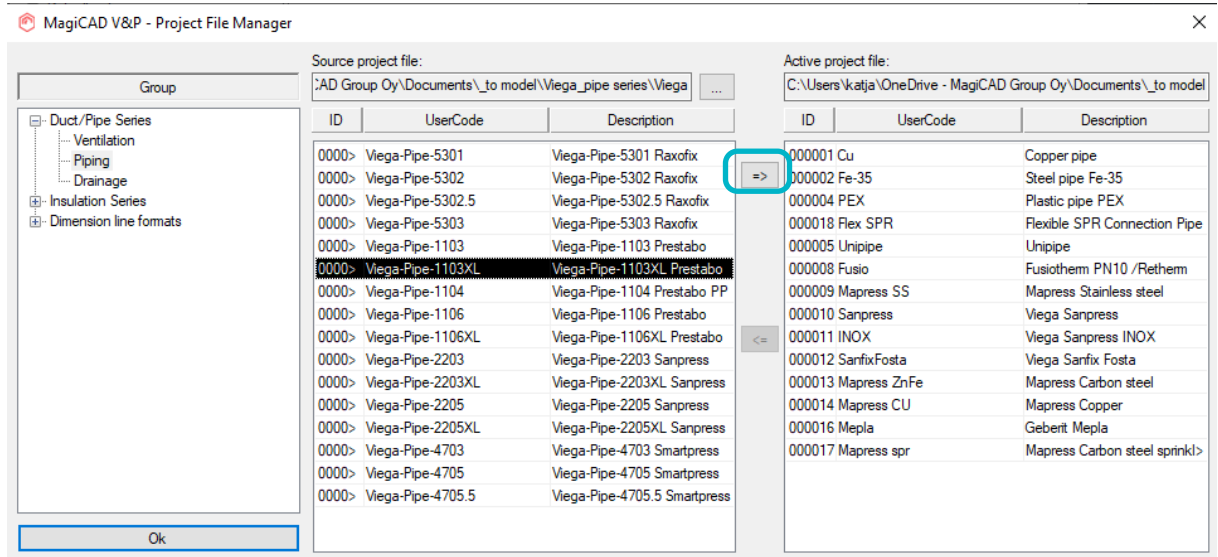 MagiCAD V&P - Project File Manager
Group
Duct/Pipe Series
Ventilation
Piping
Drainage
Insulation Series
Dimension line formats
Ok
Source project file:
:AD Group Oy\Documents\_to model\Viega_pipe series\Viega ...
ID UserCode Description
0000> Viega-Pipe-5301 Viega-Pipe-5301 Raxofix
0000> Viega-Pipe-5302 Viega-Pipe-5302 Raxofix
0000> Viega-Pipe-5302.5 Viega-Pipe-5302.5 Raxofix
0000> Viega-Pipe-5303 Viega-Pipe-5303 Raxofix
0000> Viega-Pipe-1103 Viega-Pipe-1103 Prestabo
0000> Viega-Pipe-1103XL Viega-Pipe-1103XL Prestabo
0000> Viega-Pipe-1104 Viega-Pipe-1104 Prestabo PP
0000> Viega-Pipe-1106 Viega-Pipe-1106 Prestabo
0000> Viega-Pipe-1106XL Viega-Pipe-1106XL Prestabo
0000> Viega-Pipe-2203 Viega-Pipe-2203 Sanpress
0000> Viega-Pipe-2203XL Viega-Pipe-2203XL Sanpress
0000> Viega-Pipe-2205 Viega-Pipe-2205 Sanpress
0000> Viega-Pipe-2205XL Viega-Pipe-2205XL Sanpress
0000> Viega-Pipe-4703 Viega-Pipe-4703 Smartpress
0000> Viega-Pipe-4705 Viega-Pipe-4705 Smartpress
0000> Viega-Pipe-4705.5 Viega-Pipe-4705.5 Smartpress
=>
<=
Active project file:
C:\Users\katja\OneDrive - MagiCAD Group Oy\Documents\_to model
ID UserCode Description
000001 Cu Copper pipe
000002 Fe-35 Steel pipe Fe-35
000004 PEX Plastic pipe PEX
000018 Flex SPR Flexible SPR Connection Pipe
000005 Unipipe Unipipe
000008 Fusio Fusiotherm PN10 /Retherm
000009 Mapress SS Mapress Stainless steel
000010 Sanpress Viega Sanpress
000011 INOX Viega Sanpress INOX
000012 SanfixFosta Viega Sanfix Fosta
000013 Mapress ZnFe Mapress Carbon steel
000014 Mapress CU Mapress Copper
000016 Mepla Geberit Mepla
000017 Mapress spr Mapress Carbon steel sprinkl>